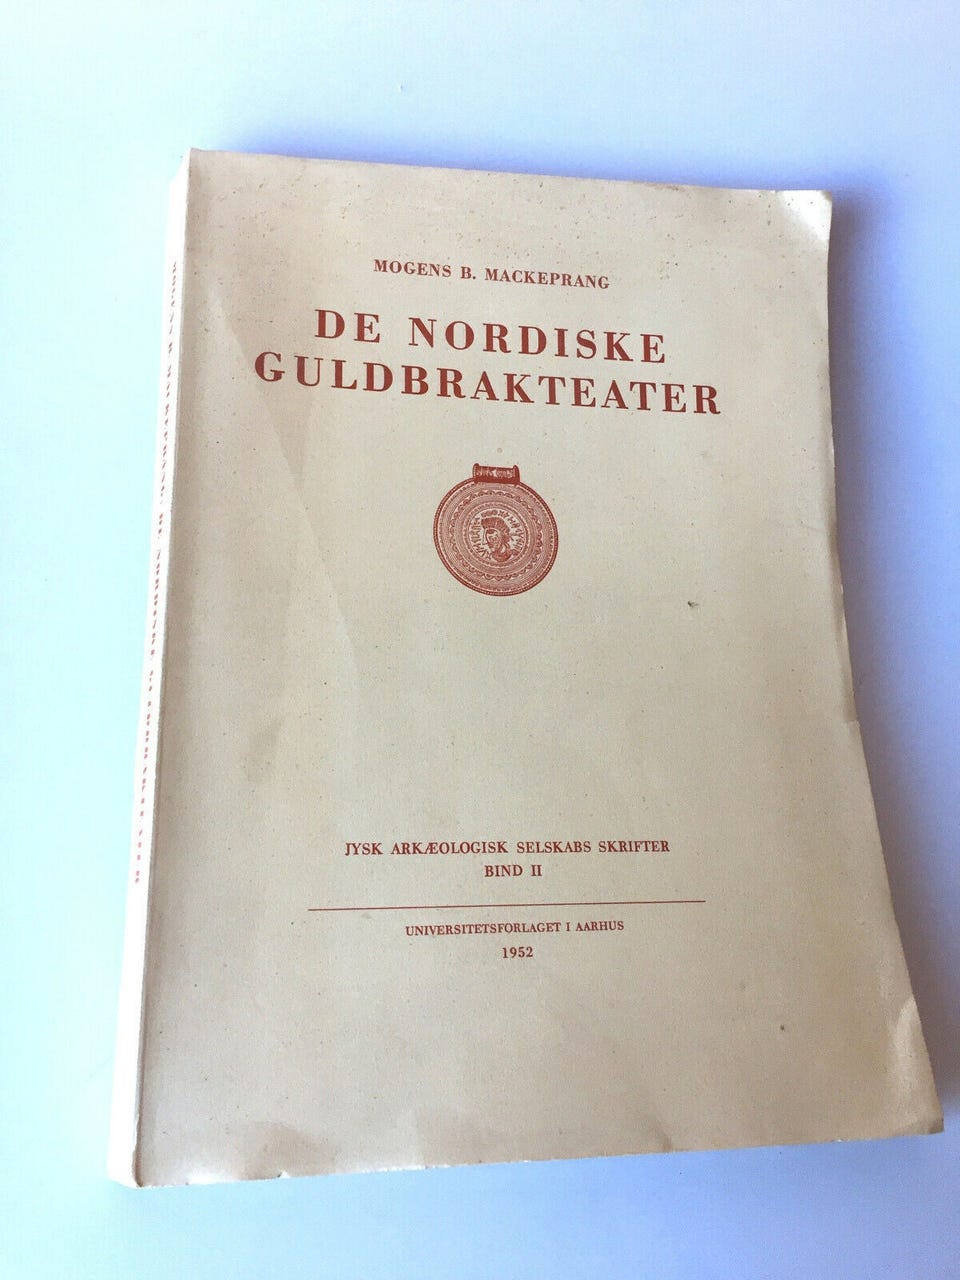 MOGENS B. MACKEPRANG
DE NORDISKE
GULDBRAKTEATER
JYSK ARKÆOLOGISK SELSKABS SKRIFTER
BIND II
UNIVERSITETSFORLAGET I AARHUS
1952